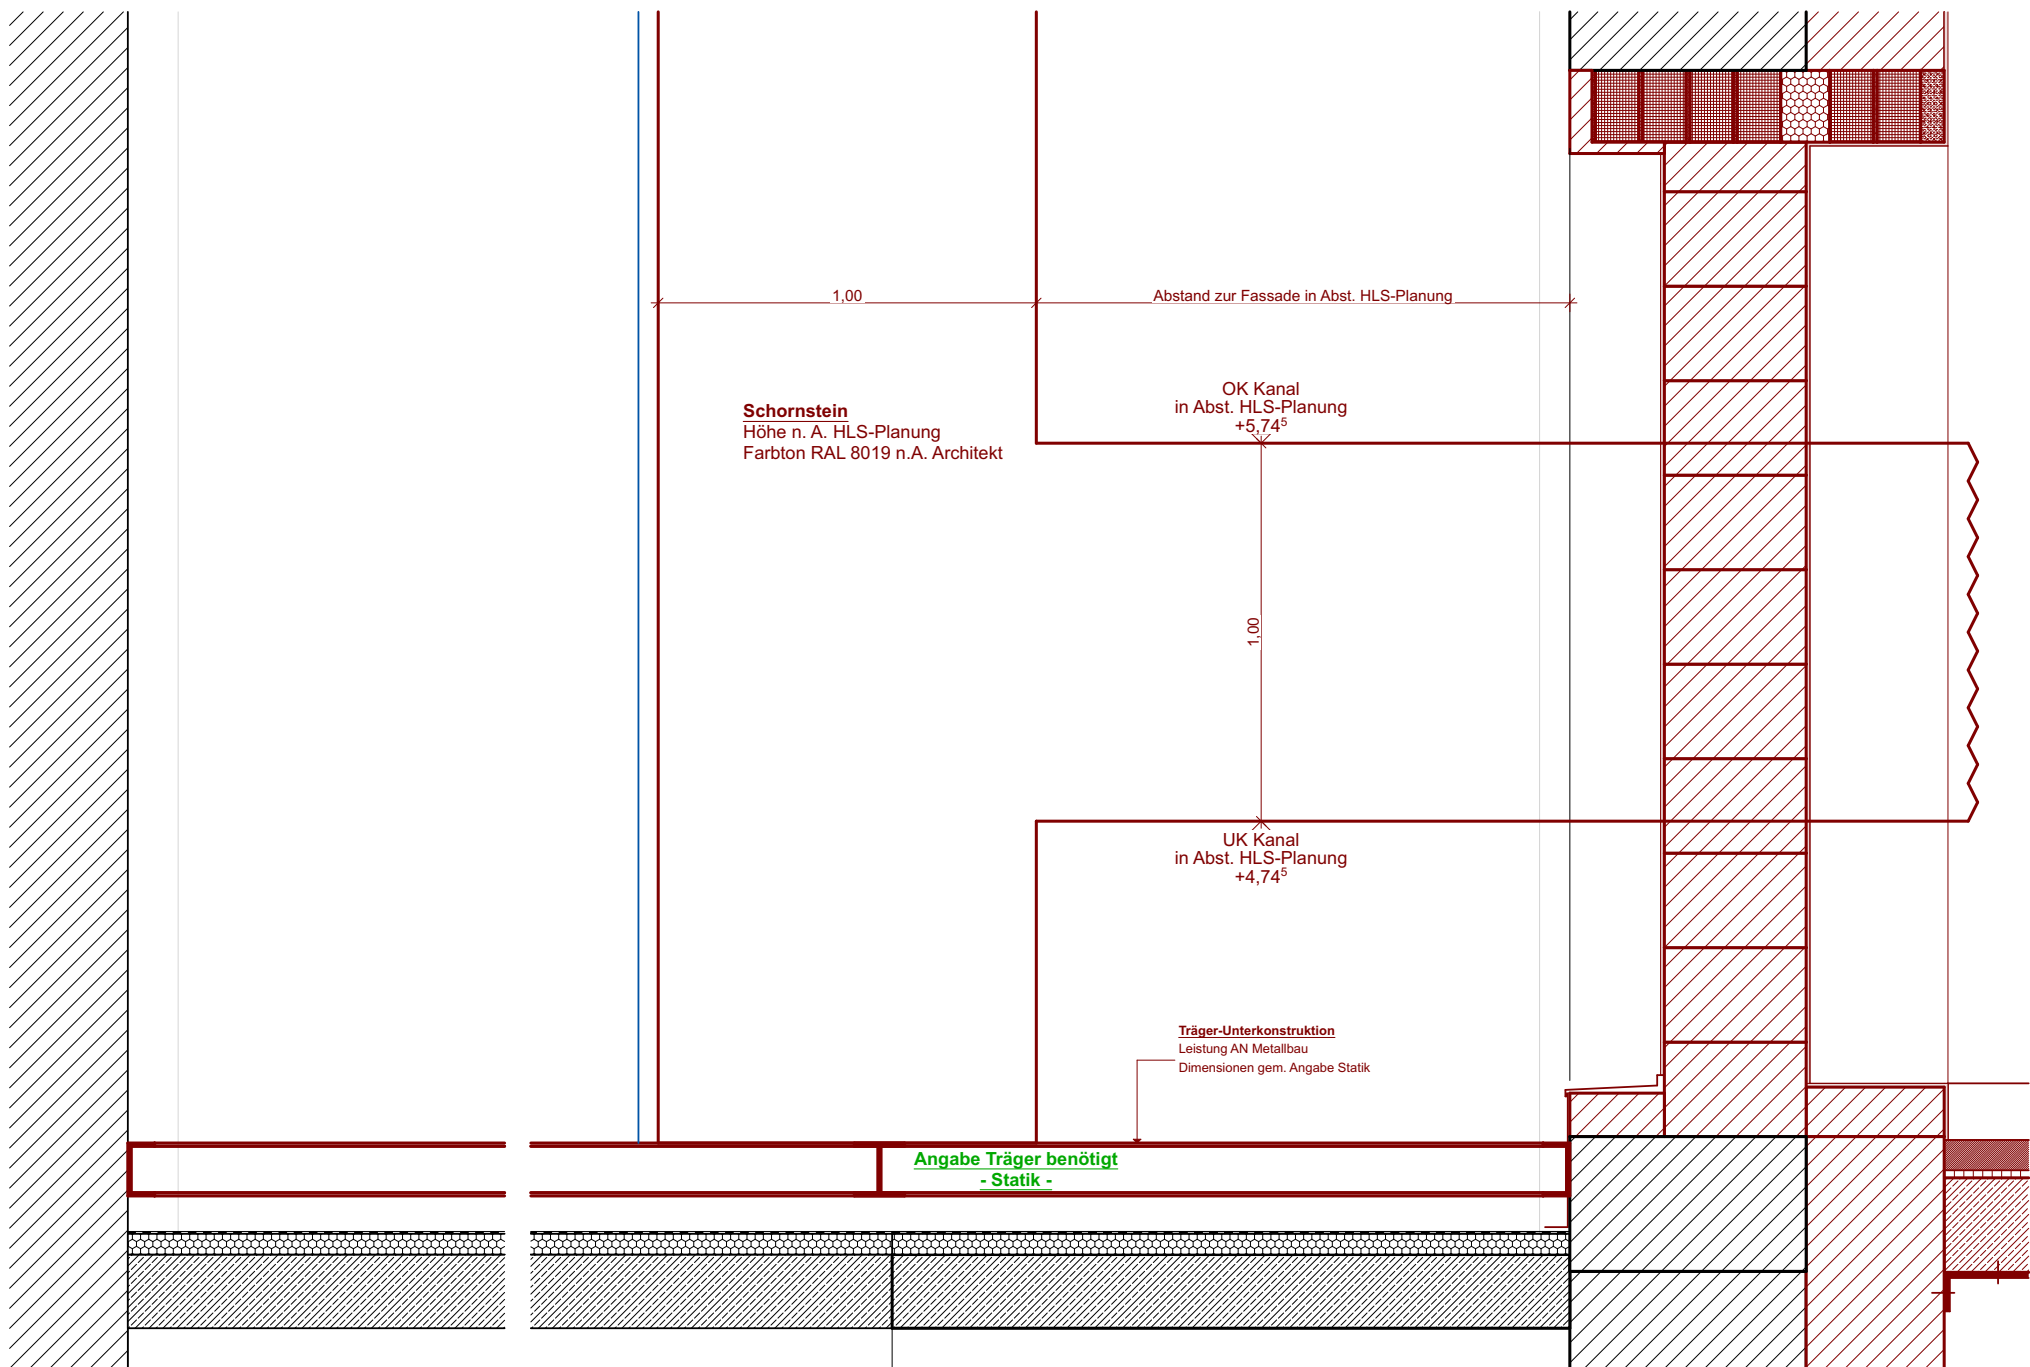 1,00
Abstand zur Fassade in Abst. HLS-Planung
OK Kanal
in Abst. HLS-Planung
+5,74⁵
Schornstein
Höhe n. A. HLS-Planung
Farbton RAL 8019 n.A. Architekt
1,00
UK Kanal
in Abst. HLS-Planung
+4,74⁵
Träger-Unterkonstruktion
Leistung AN Metallbau
Dimensionen gem. Angabe Statik
Angabe Träger benötigt
- Statik -